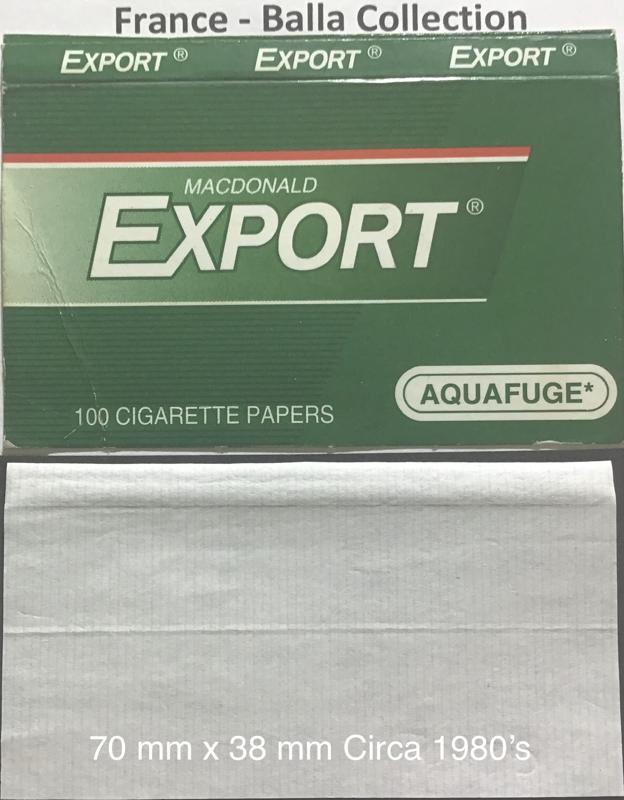 France - Balla Collection
EXPORT® EXPORT® EXPORT®
MACDONALD
EXPORT®
AQUAFUGE*
100 CIGARETTE PAPERS
70 mm x 38 mm Circa 1980's